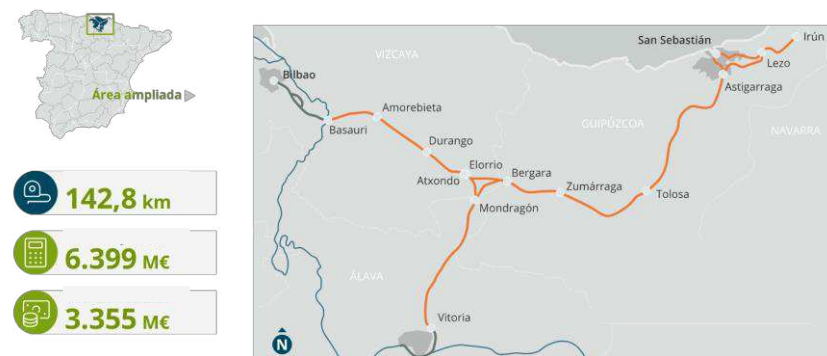 Área ampliada
142,8 km
6.399 M€
3.355 M€
VIZCAYA
San Sebastián
Irún
Lezo
Bilbao
Astigarraga
Amorebieta
Basauri
GUIPÚZCOA
NAVARRA
Durango
Elorrio
Atxondo
Bergara
Zumárraga
Tolosa
Mondragón
ÁLAVA
Vitoria
N